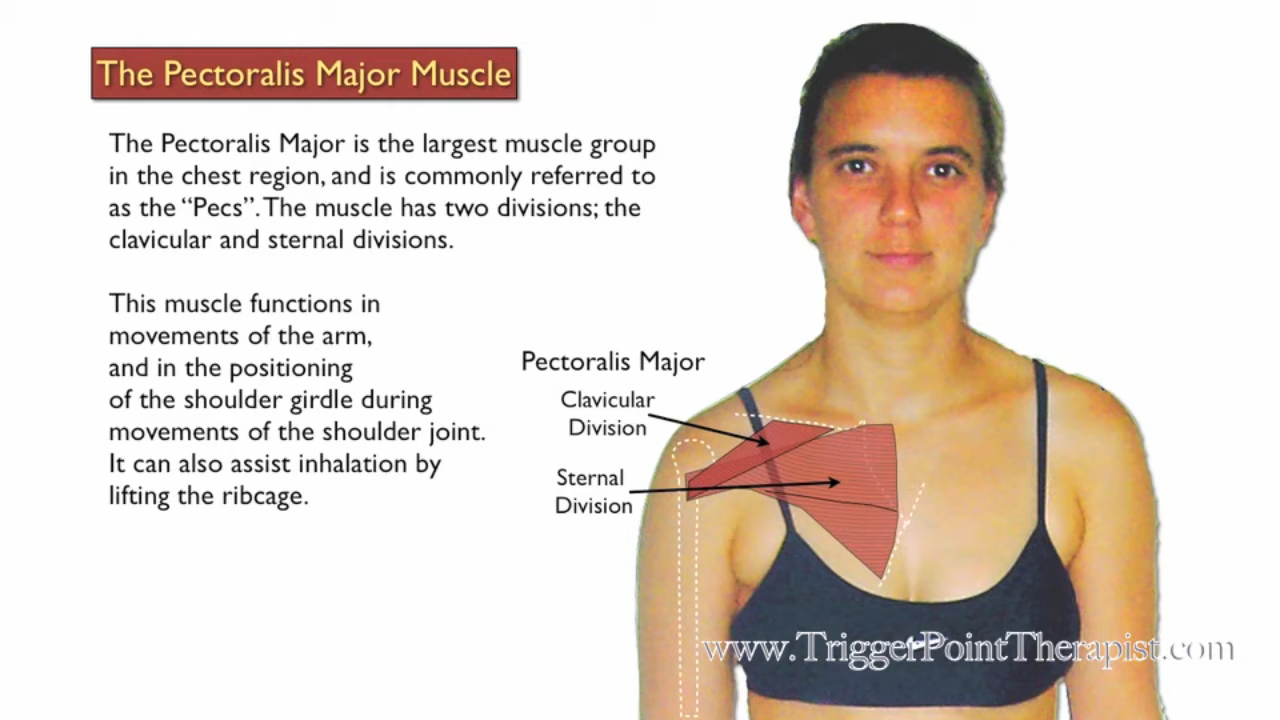 The Pectoralis Major Muscle
The Pectoralis Major is the largest muscle group
in the chest region, and is commonly referred to
as the “Pecs”. The muscle has two divisions; the
clavicular and sternal divisions.
This muscle functions in
movements of the arm,
and in the positioning
of the shoulder girdle during
movements of the shoulder joint.
It can also assist inhalation by
lifting the ribcage.
Pectoralis Major
Clavicular
Division
Sternal
Division
www.TriggerPointTherapist.com